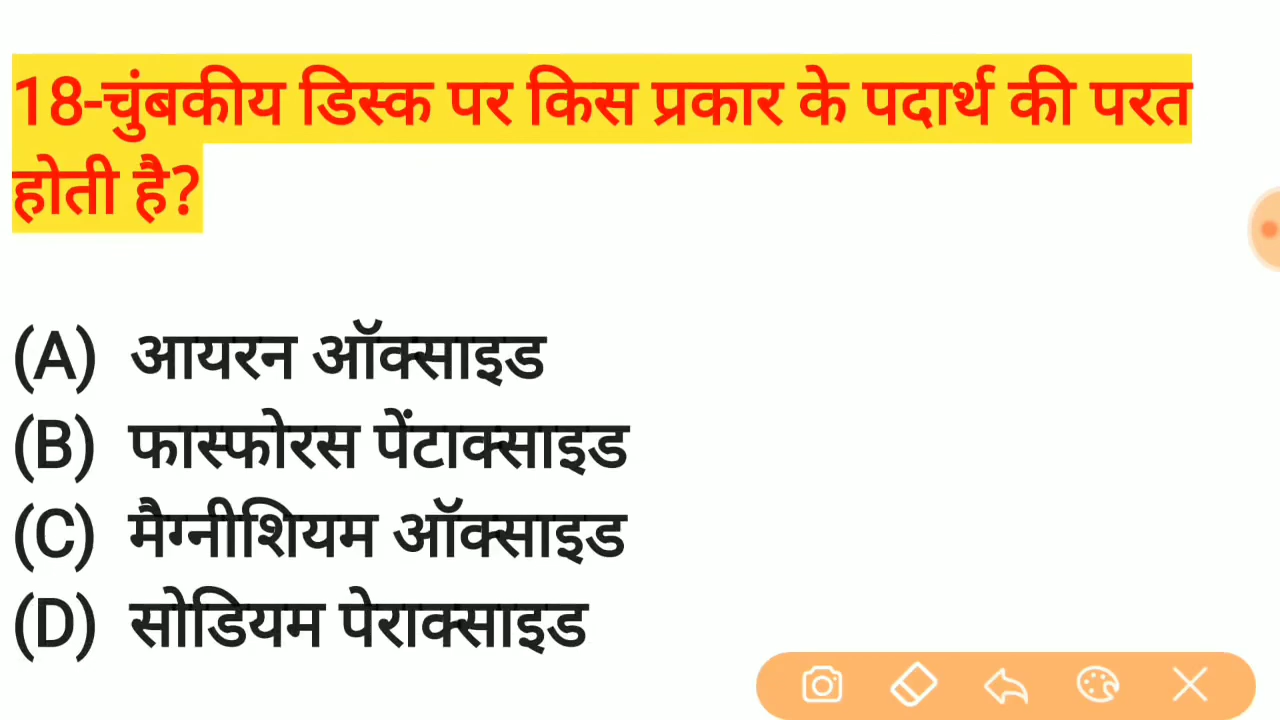 18-चुंबकीय डिस्क पर किस प्रकार के पदार्थ की परत
होती है?
(A) आयरन ऑक्साइड
(B) फास्फोरस पेंटाक्साइड
(C) मैग्नीशियम ऑक्साइड
(D) सोडियम पेराक्साइड